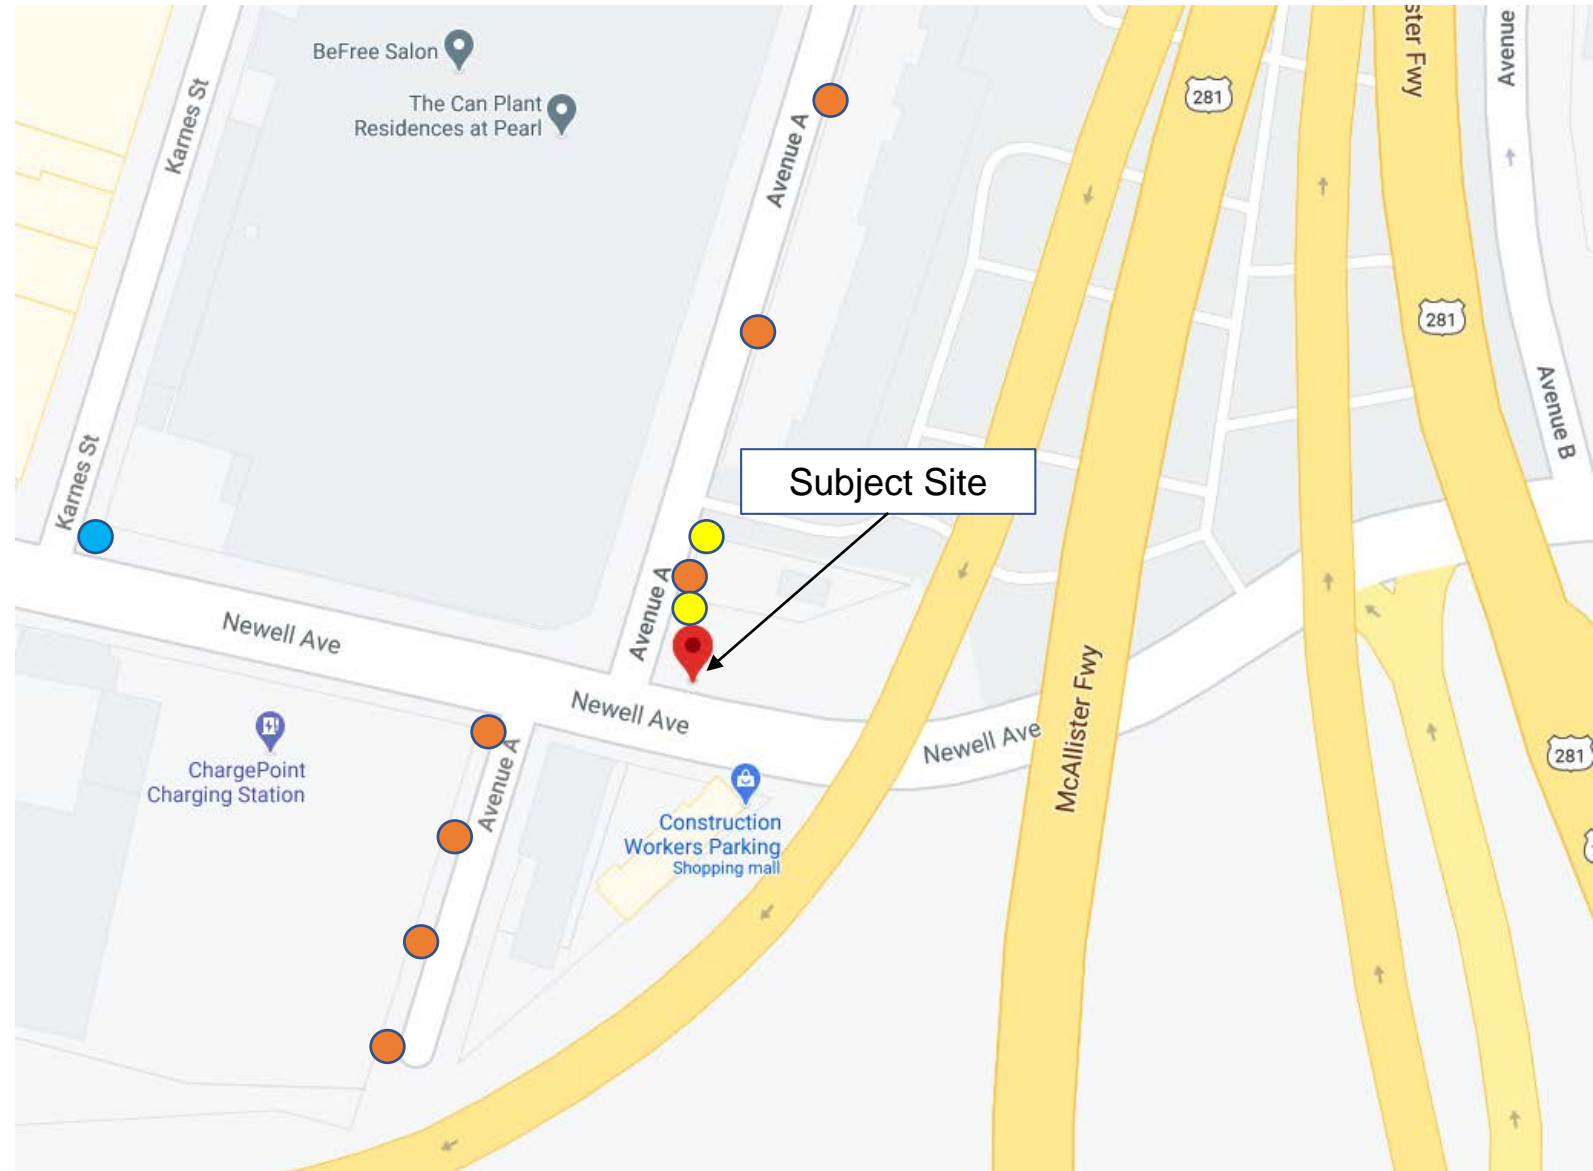 BeFree Salon
The Can Plant
Residences at Pearl
Karnes St
Avenue A
281
ster Fwy
Avenue
281
Avenue B
Karnes St
Subject Site
Avenue A
Newell Ave
Newell Ave
Newell Ave
McAllister Fwy
281
ChargePoint
Charging Station
Avenue A
Construction
Workers Parking
Shopping mall